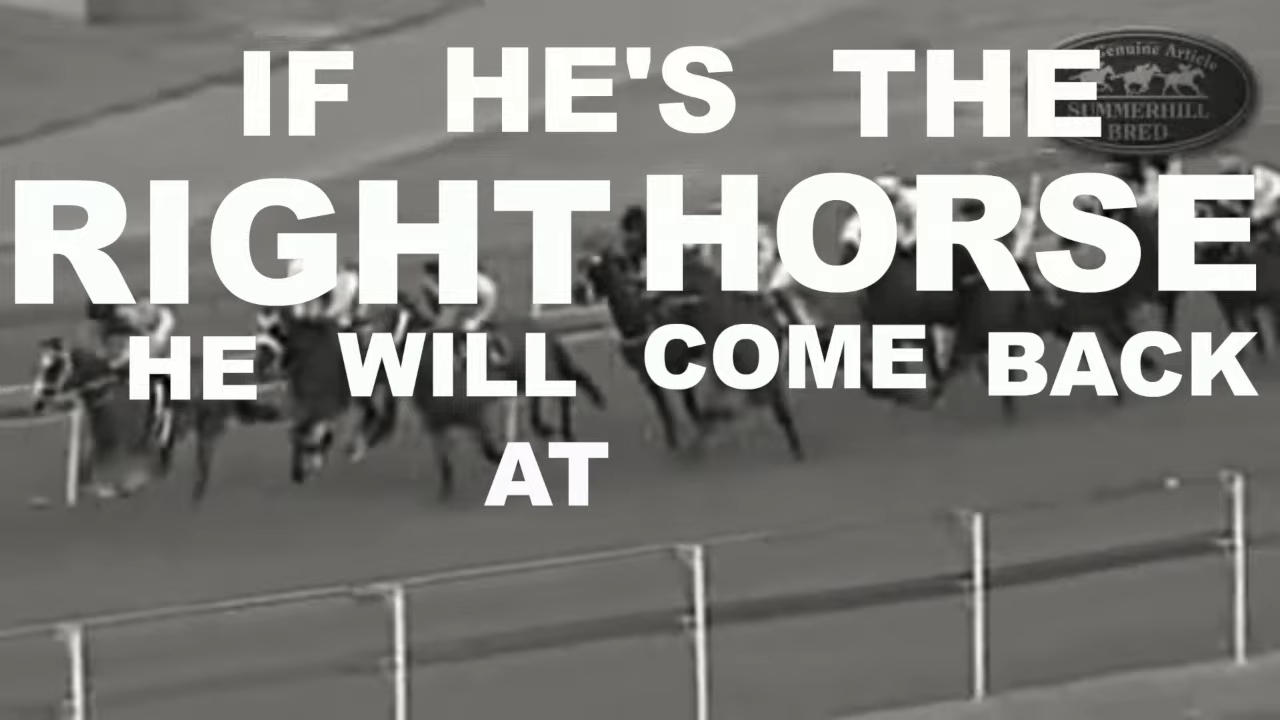 IF HE'S THE
RIGHT HORSE
HE WILL COME BACK
AT
Genuine Article
SUMMERHILL
BRED